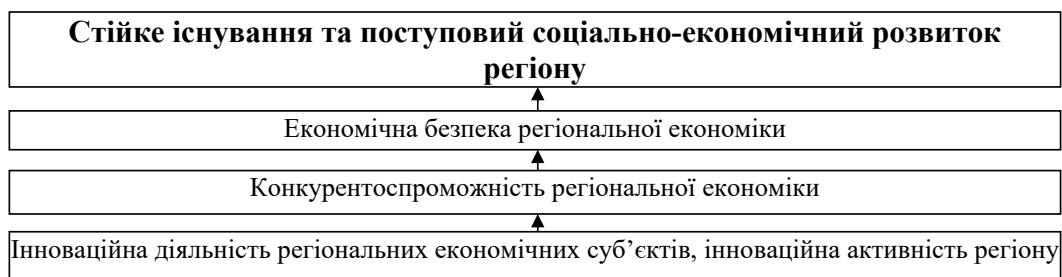 Стійке існування та поступовий соціально-економічний розвиток
регіону
Економічна безпека регіональної економіки
Конкурентоспроможність регіональної економіки
Інноваційна діяльність регіональних економічних суб’єктів, інноваційна активність регіону